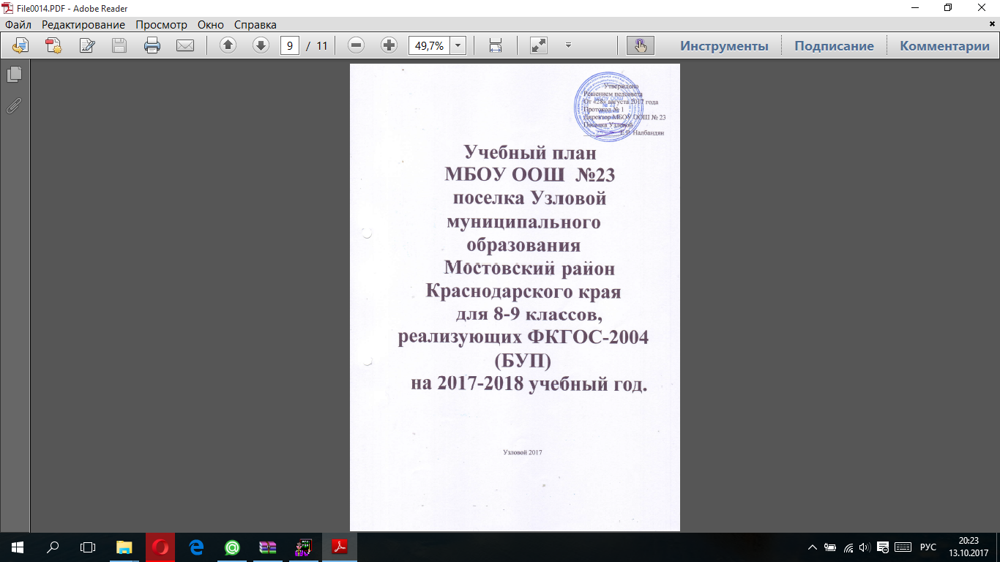 File0014.PDF - Adobe Reader
Файл Редактирование Просмотр Окно Справка
9 / 11 49,7% Инструменты Подписание Комментарии
Утверждено
Решением педсовета
От «28» августа 2017 года
Протокол № 1
Директор МБОУ ООШ № 23
Поселка Узловой
Налбандян
Учебный план
МБОУ ООШ №23
поселка Узловой
муниципального
образования
Мостовский район
Краснодарского края
для 8-9 классов,
реализующих ФКГОС-2004
(БУП)
на 2017-2018 учебный год.
Узловой 2017
РУС
20:23
13.10.2017